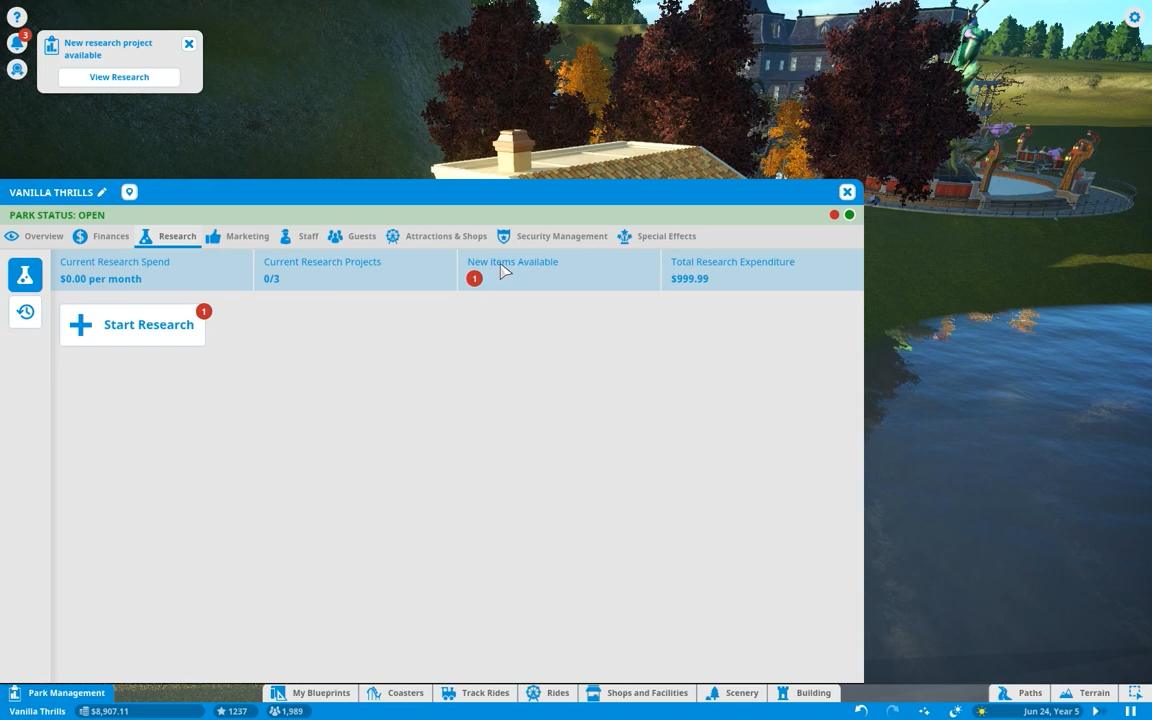 ?
3
New research project
available
View Research
VANILLA THRILLS
PARK STATUS: OPEN
Overview Finances Research Marketing Staff Guests Attractions & Shops Security Management Special Effects
Current Research Spend Current Research Projects New items Available Total Research Expenditure
$0.00 per month 0/3 1 $999.99
Start Research 1
Park Management My Blueprints Coasters Track Rides Rides Shops and Facilities Scenery Building Paths Terrain
Vanilla Thrills $8,907.11 1237 1,989 Jun 24, Year 5